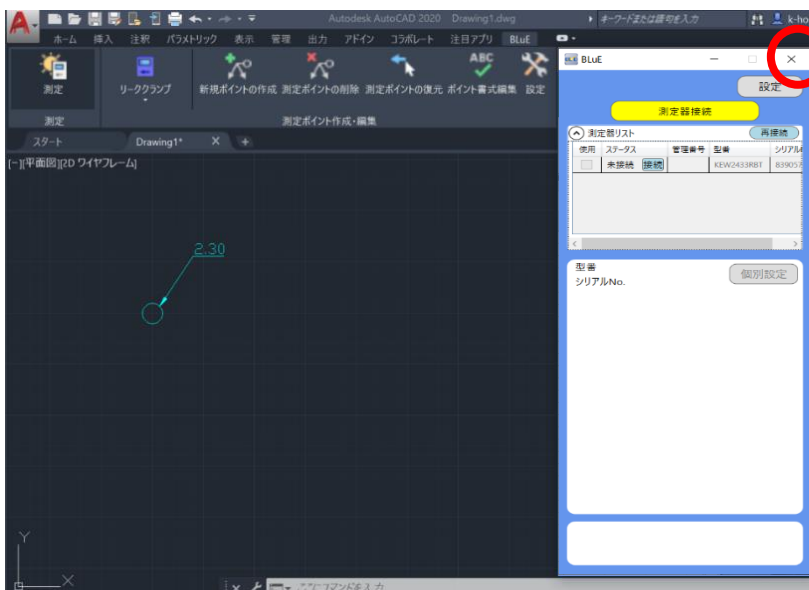 Autodesk AutoCAD 2020 Drawing1.dwg
キーワードまたは語句を入力
k-ho
ホーム 挿入 注釈 パラメトリック 表示 管理 出力 アドイン コラボレート 注目アプリ BLuE
測定 リーククランプ 新規ポイントの作成 測定ポイントの削除 測定ポイントの復元 ABC ポイント書式編集 設定
測定 測定ポイント作成・編集
スタート Drawing1* X +
[−][平面図][2D ワイヤフレーム]
2.30
Y
X
ここにコマンドを入力
BLuE
設定
測定器接続
測定器リスト 再接続
使用 ステータス 管理番号 型番 シリアル
未接続 接続 KEW2433RBT 839057
型番 個別設定
シリアルNo.